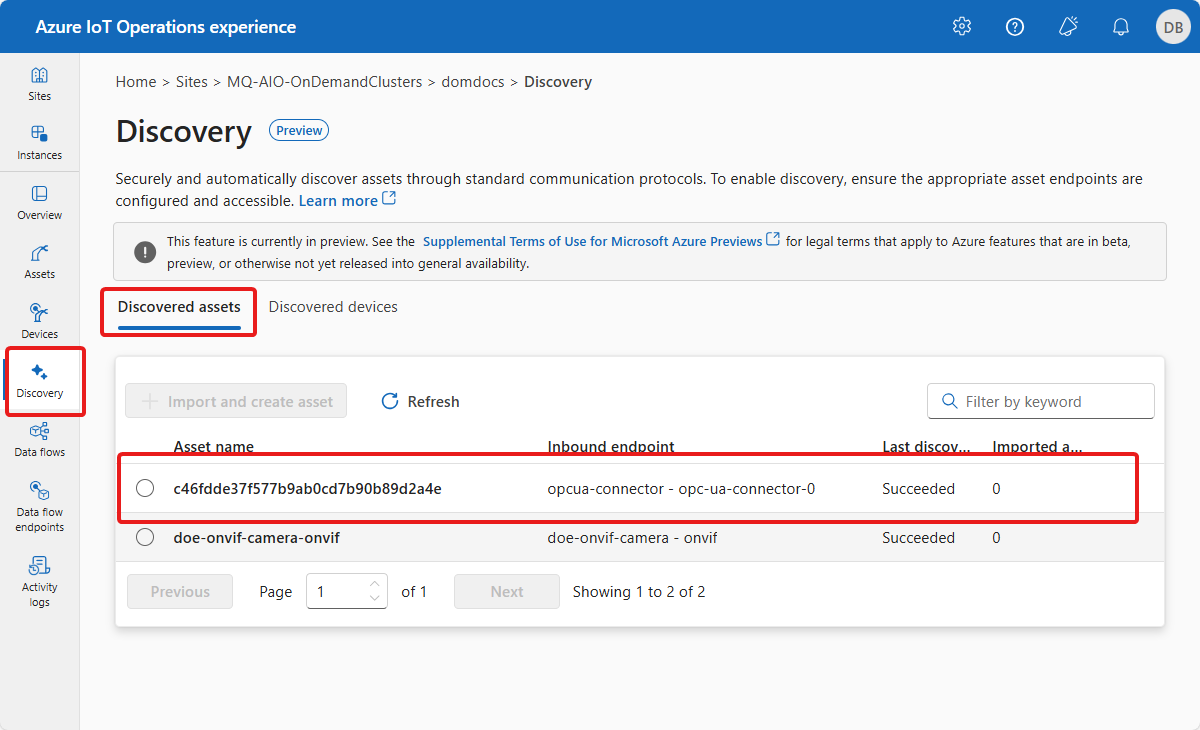 Azure IoT Operations experience
DB
Sites
Instances
Overview
Assets
Devices
Discovery
Data flows
Data flow
endpoints
Activity
logs
Home > Sites > MQ-AIO-OnDemandClusters > domdocs > Discovery
Discovery Preview
Securely and automatically discover assets through standard communication protocols. To enable discovery, ensure the appropriate asset endpoints are
configured and accessible. Learn more
This feature is currently in preview. See the Supplemental Terms of Use for Microsoft Azure Previews for legal terms that apply to Azure features that are in beta,
preview, or otherwise not yet released into general availability.
Discovered assets Discovered devices
Import and create asset Refresh Filter by keyword
Asset name Inbound endpoint Last discov... Imported a...
c46fdde37f577b9ab0cd7b90b89d2a4e opcua-connector - opc-ua-connector-0 Succeeded 0
doe-onvif-camera-onvif doe-onvif-camera - onvif Succeeded 0
Previous Page 1 of 1 Next Showing 1 to 2 of 2